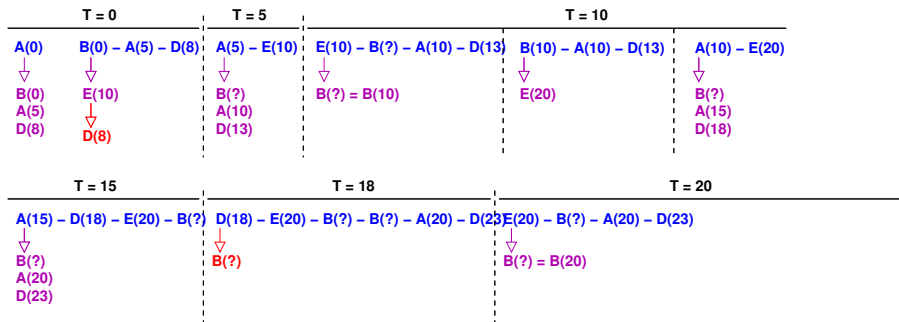 T = 0 T = 5 T = 10
A(0) B(0) – A(5) – D(8) A(5) – E(10) E(10) – B(?) – A(10) – D(13) B(10) – A(10) – D(13) A(10) – E(20)
B(0) E(10) B(?) B(?) = B(10) E(20) B(?)
A(5) A(10) A(15)
D(8) D(8) D(13) D(18)
T = 15 T = 18 T = 20
A(15) – D(18) – E(20) – B(?) D(18) – E(20) – B(?) – B(?) – A(20) – D(23) E(20) – B(?) – A(20) – D(23)
B(?) B(?) B(?) = B(20)
A(20)
D(23)